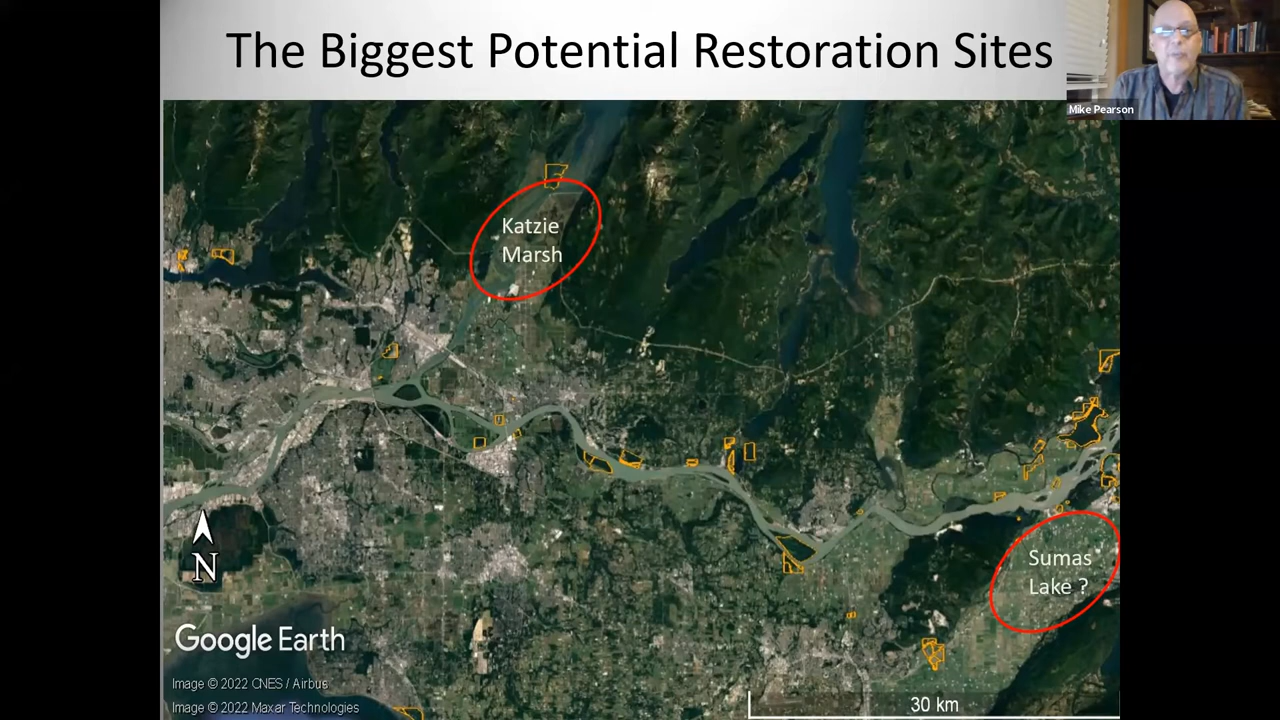 The Biggest Potential Restoration Sites
Mike Pearson
Katzie
Marsh
N
Sumas
Lake ?
Google Earth
Image © 2022 CNES / Airbus
Image © 2022 Maxar Technologies
30 km